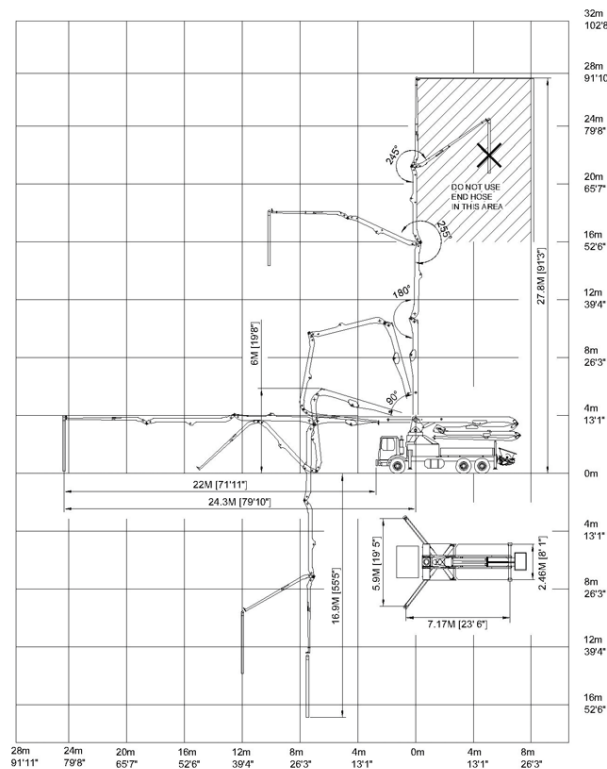 32m
102'8
28m
91'10
24m
79'8"
20m
65'7"
16m
52'6"
12m
39'4"
8m
26'3"
4m
13'1"
0m
4m
13'1"
8m
26'3"
12m
39'4"
16m
52'6"
245°
DO NOT USE
END HOSE
IN THIS AREA
255°
27.8M [91'3"]
180°
6M [19'8"]
90°
22M [71'11"]
24.3M [79'10"]
16.9M [55'5"]
5.9M [19' 5"]
2.46M [8' 1"]
7.17M [23' 6"]
28m 24m 20m 16m 12m 8m 4m 0m 4m 8m
91'11" 79'8" 65'7" 52'6" 39'4" 26'3" 13'1" 13'1" 26'3"